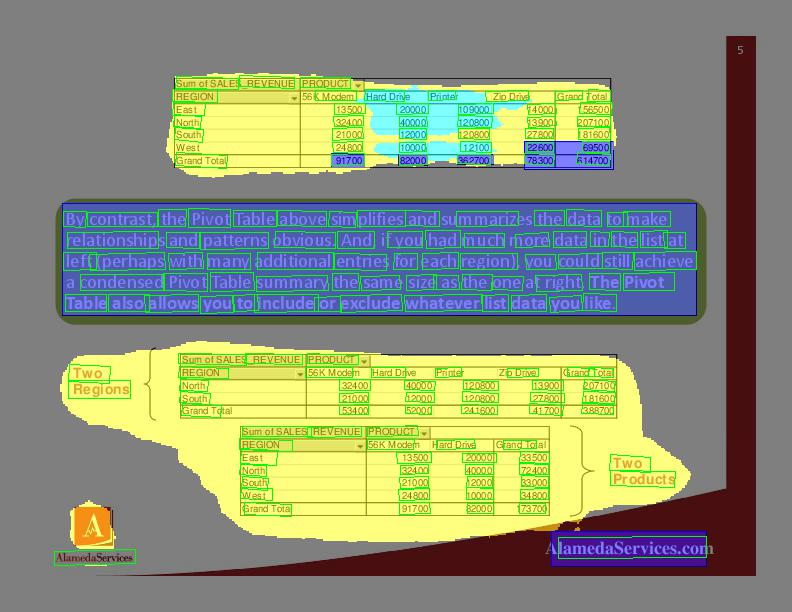 5
Sum of SALES_REVENUE PRODUCT
REGION 56K Modem Hard Drive Printer Zip Drive Grand Total
East 13500 20000 109000 14000 156500
North 32400 40000 120800 13900 207100
South 21000 12000 120800 27800 181600
West 24800 10000 12100 22600 69500
Grand Total 91700 82000 362700 78300 614700
By contrast, the Pivot Table above simplifies and summarizes the data to make
relationships and patterns obvious. And if you had much more data in the list at
left (perhaps with many additional entries for each region), you could still achieve
a condensed Pivot Table summary the same size as the one at right. The Pivot
Table also allows you to include or exclude whatever list data you like.
Two
Regions
Sum of SALES_REVENUE PRODUCT
REGION 56K Modem Hard Drive Printer Zip Drive Grand Total
North 32400 40000 120800 13900 207100
South 21000 12000 120800 27800 181600
Grand Total 53400 52000 241600 41700 388700
Sum of SALES_REVENUE PRODUCT
REGION 56K Modem Hard Drive Grand Total
East 13500 20000 33500
North 32400 40000 72400
South 21000 12000 33000
West 24800 10000 34800
Grand Total 91700 82000 173700
Two
Products
A
AlamedaServices
AlamedaServices.com